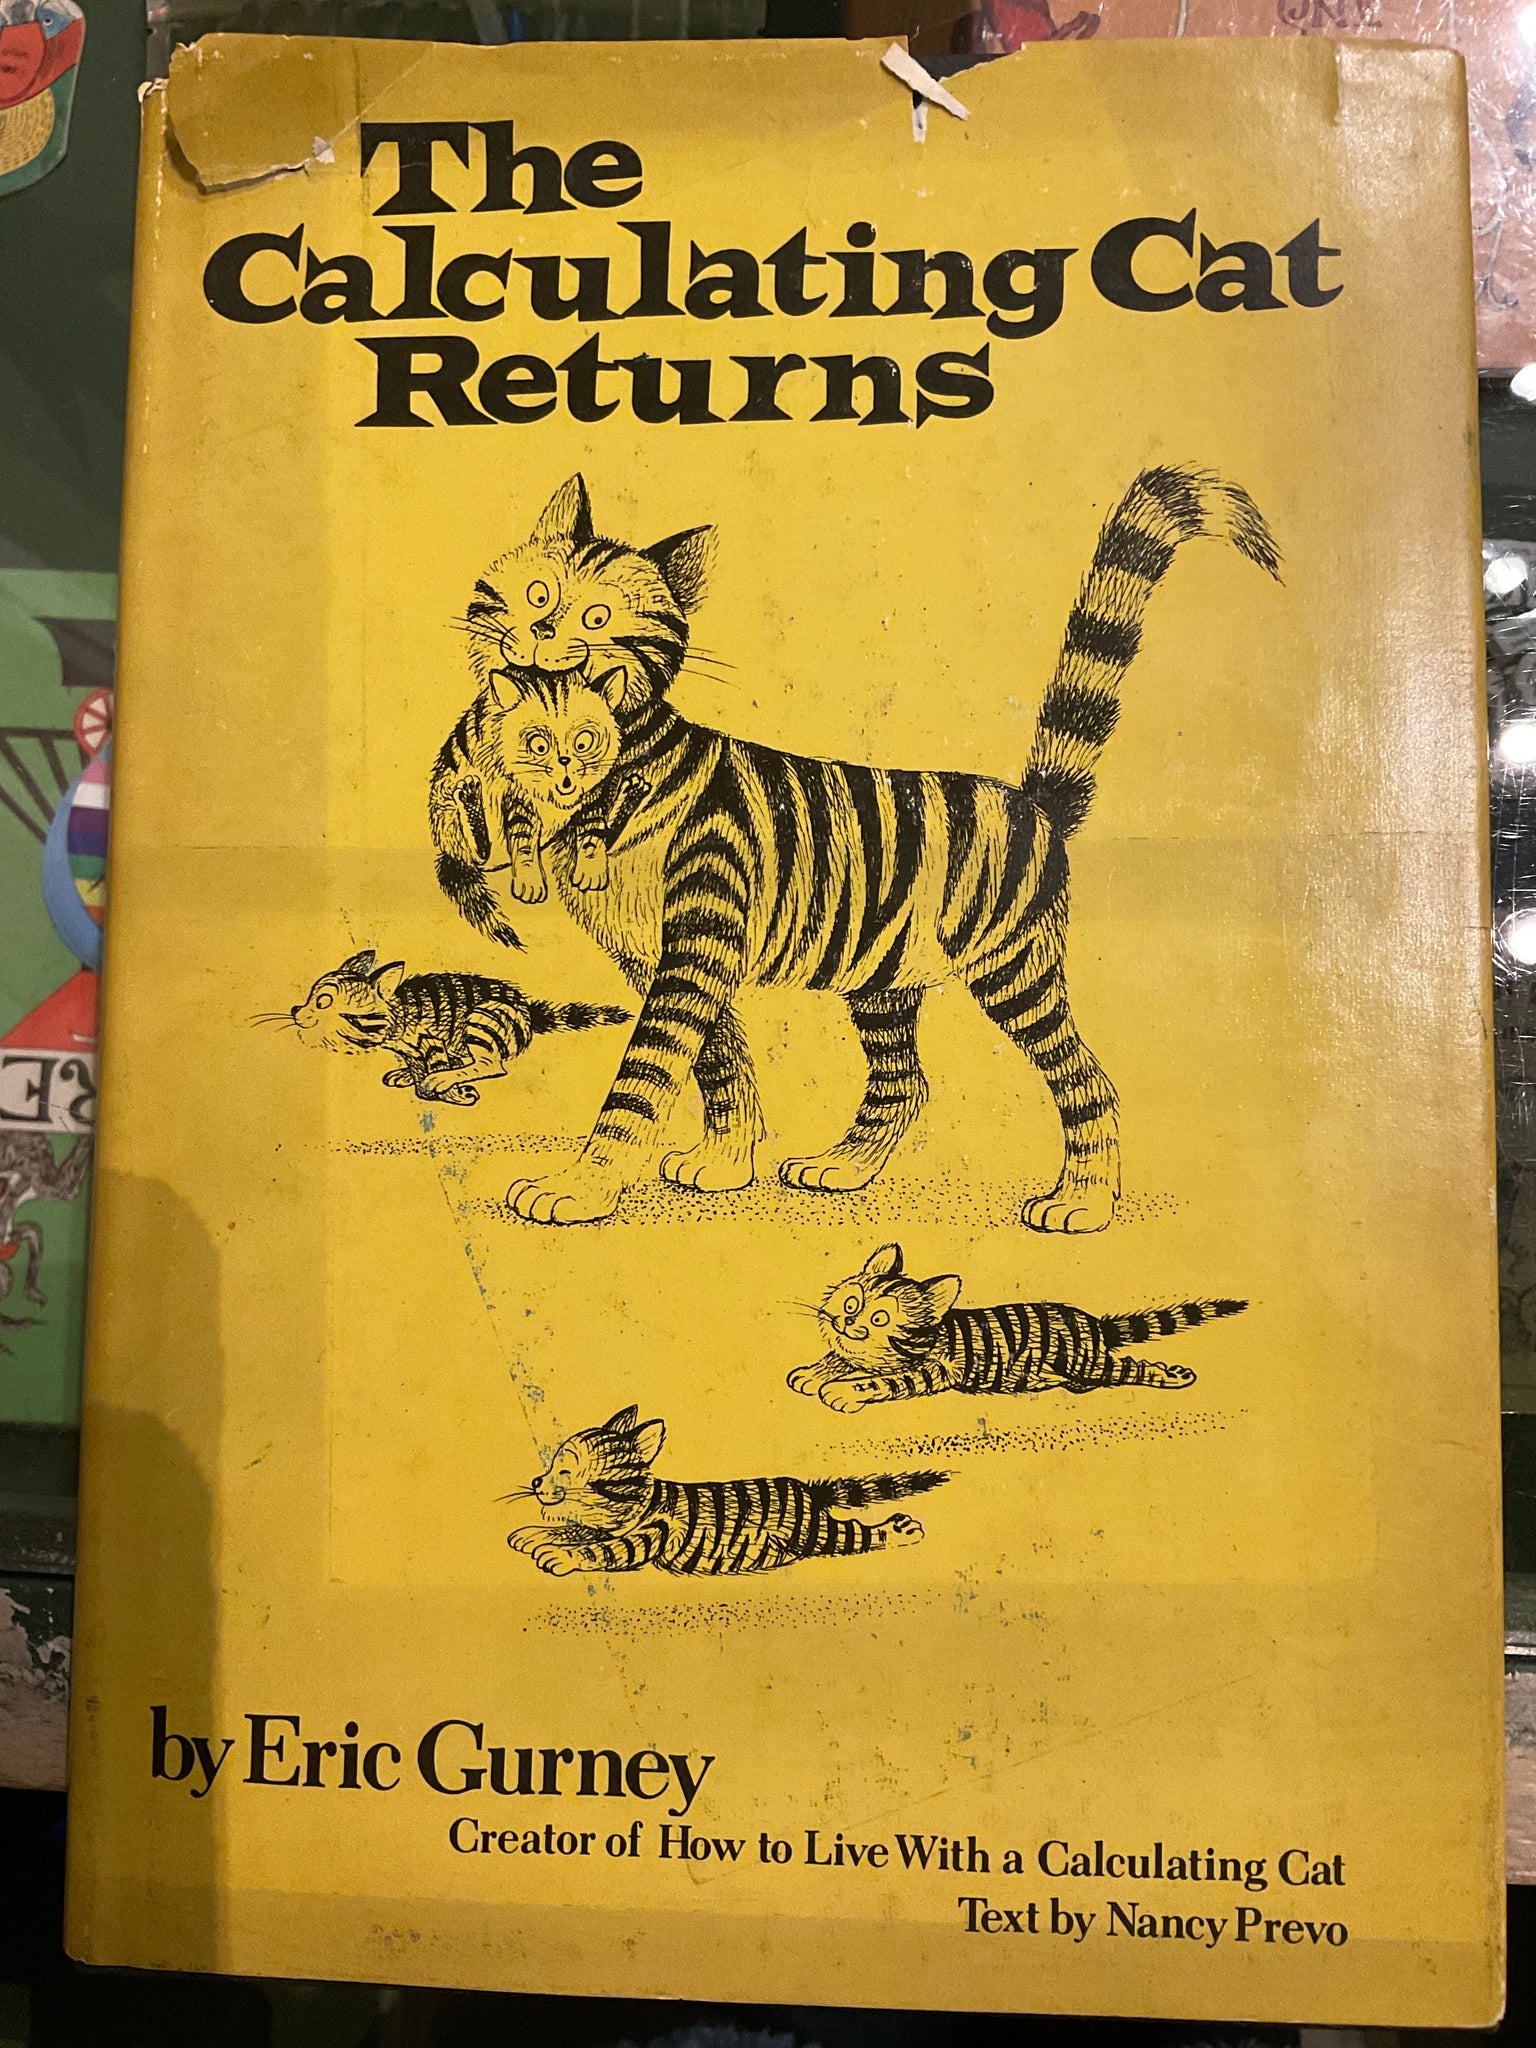 The
Calculating Cat
Returns
by Eric Gurney
Creator of How to Live With a Calculating Cat
Text by Nancy Prevo